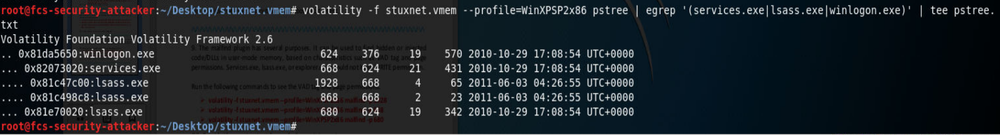 root@fcs-security-attacker:~/Desktop/stuxnet.vmem# volatility -f stuxnet.vmem --profile=WinXPSP2x86 pstree | egrep '(services.exe|lsass.exe|winlogon.exe)' | tee pstree.
txt
Volatility Foundation Volatility Framework 2.6
.. 0x81da5650:winlogon.exe 624 376 19 570 2010-10-29 17:08:54 UTC+0000
... 0x82073020:services.exe 668 624 21 431 2010-10-29 17:08:54 UTC+0000
.... 0x81c47c00:lsass.exe 1928 668 4 65 2011-06-03 04:26:55 UTC+0000
.... 0x81c498c8:lsass.exe 868 668 2 23 2011-06-03 04:26:55 UTC+0000
... 0x81e70020:lsass.exe 680 624 19 342 2010-10-29 17:08:54 UTC+0000
root@fcs-security-attacker:~/Desktop/stuxnet.vmem#